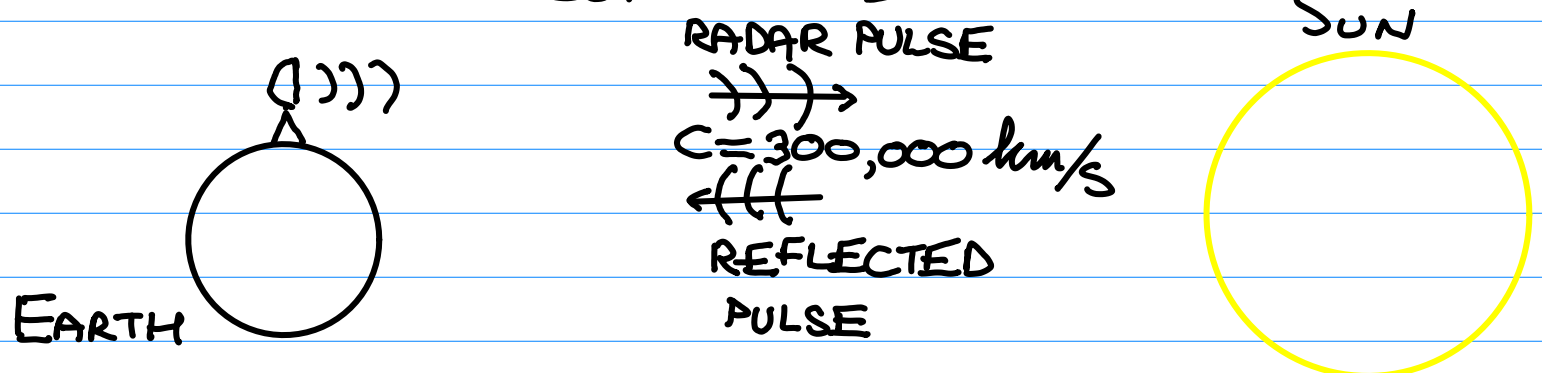 RADAR PULSE
SUN
C = 300,000 km/s
REFLECTED
PULSE
EARTH